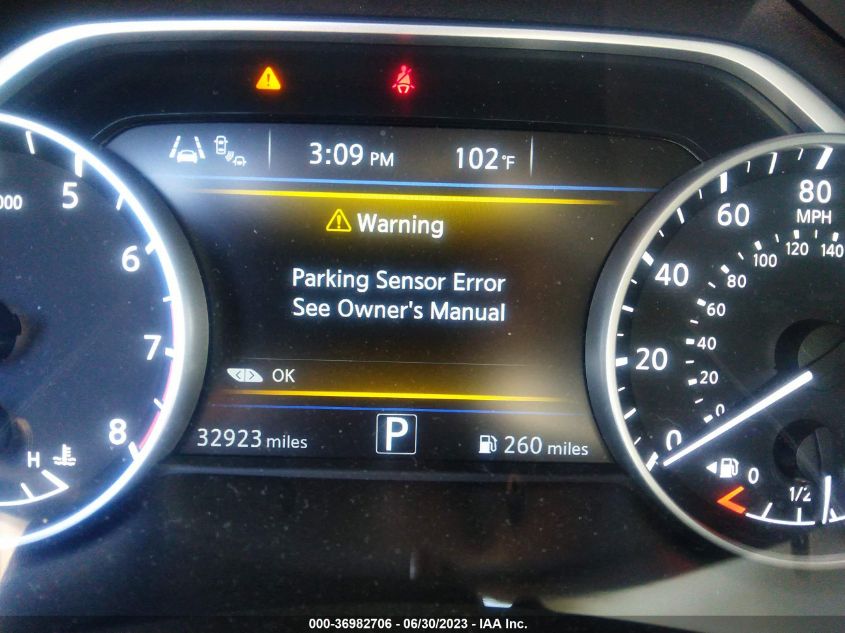 3:09 PM
102°F
Warning
Parking Sensor Error
See Owner's Manual
OK
32923 miles
P
260 miles
000
5
6
7
8
H
0
20
40
60
80
MPH
0
20
40
60
80
100
120
140
0
1/2
000-36982706 - 06/30/2023 - IAA Inc.